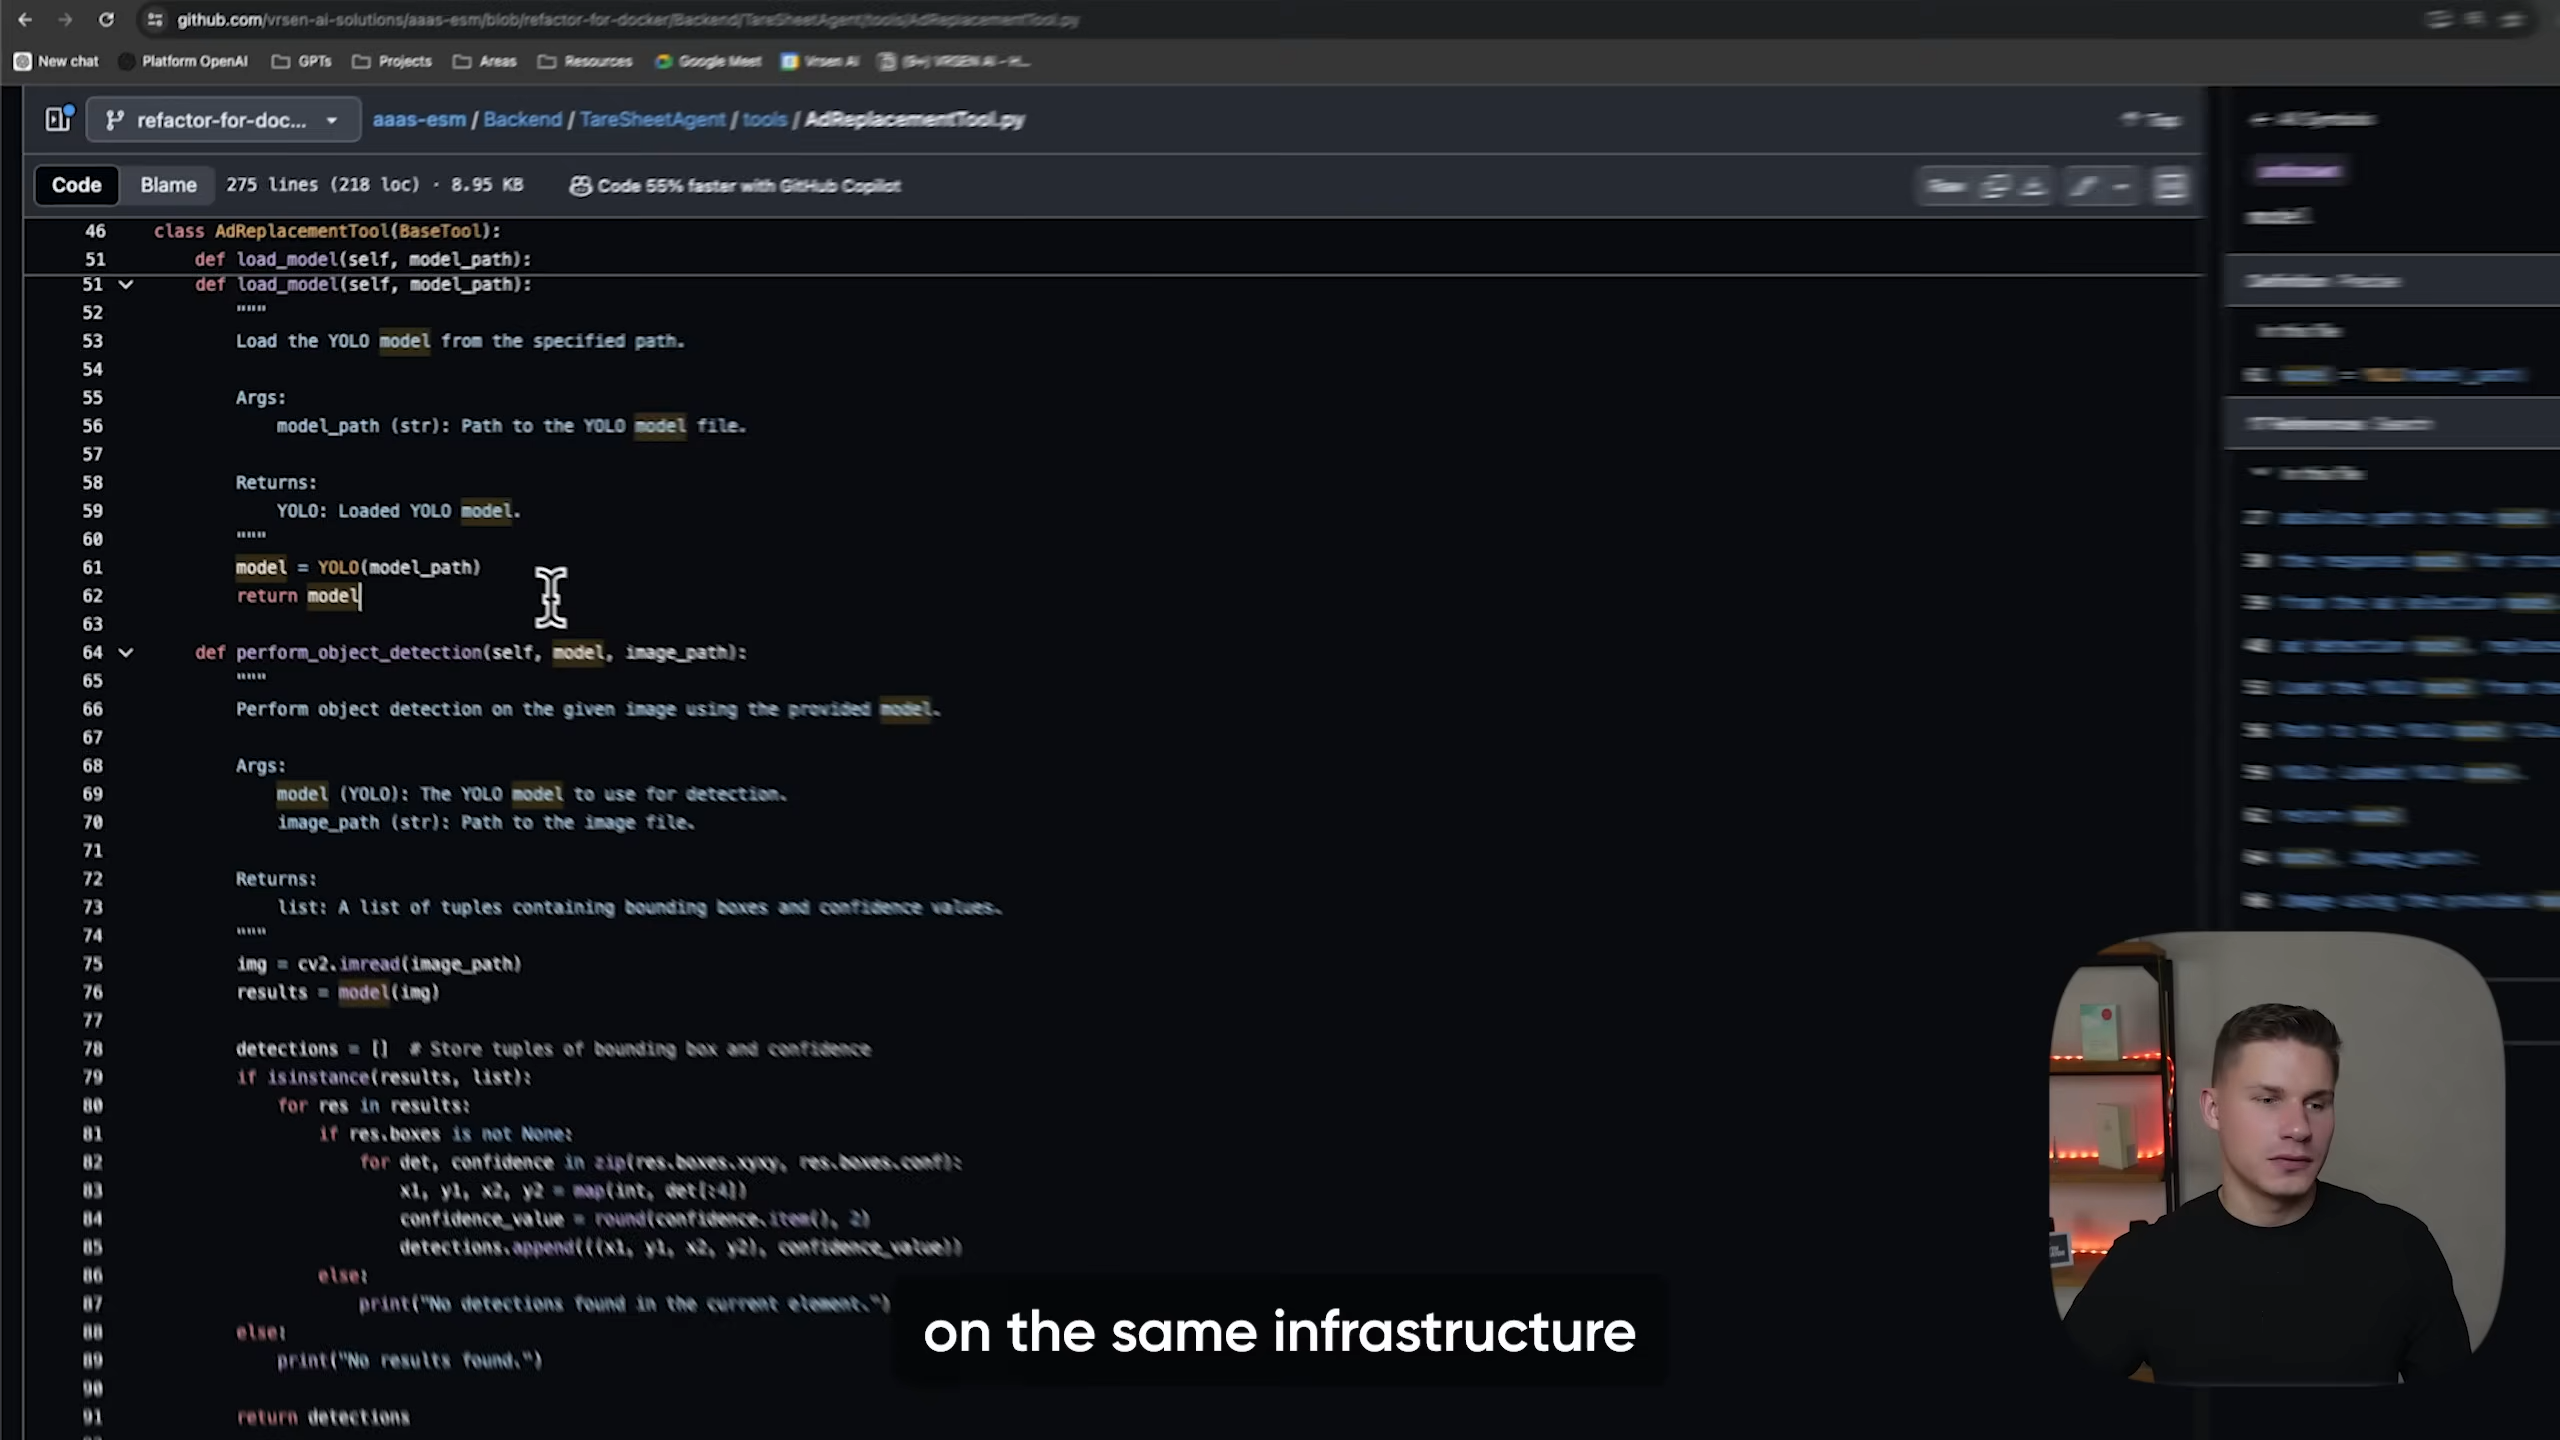 github.com/vrsen-ai-solutions/aaas-esm/blob/refactor-for-docker/Backend/TareSheetAgent/tools/AdReplacementTool.py
New chat Platform OpenAI GPTs Projects Areas Resources Google Meet Vrsen AI
refactor-for-doc... aaas-esm / Backend / TareSheetAgent / tools / AdReplacementTool.py Top
Code Blame 275 lines (218 loc) · 8.95 KB Code 55% faster with GitHub Copilot Raw
All Symbols
model
46 class AdReplacementTool(BaseTool):
51 def load_model(self, model_path):
51 def load_model(self, model_path):
52 """
53 Load the YOLO model from the specified path.
54
55 Args:
56 model_path (str): Path to the YOLO model file.
57
58 Returns:
59 YOLO: Loaded YOLO model.
60 """
61 model = YOLO(model_path)
62 return model
63
64 def perform_object_detection(self, model, image_path):
65 """
66 Perform object detection on the given image using the provided model.
67
68 Args:
69 model (YOLO): The YOLO model to use for detection.
70 image_path (str): Path to the image file.
71
72 Returns:
73 list: A list of tuples containing bounding boxes and confidence values.
74 """
75 img = cv2.imread(image_path)
76 results = model(img)
77
78 detections = [] # Store tuples of bounding box and confidence
79 if isinstance(results, list):
80 for res in results:
81 if res.boxes is not None:
82 for det, confidence in zip(res.boxes.xyxy, res.boxes.conf):
83 x1, y1, x2, y2 = map(int, det[:4])
84 confidence_value = round(confidence.item(), 2)
85 detections.append(((x1, y1, x2, y2), confidence_value))
86 else:
87 print("No detections found in the current element.")
88 else:
89 print("No results found.")
90
91 return detections
on the same infrastructure